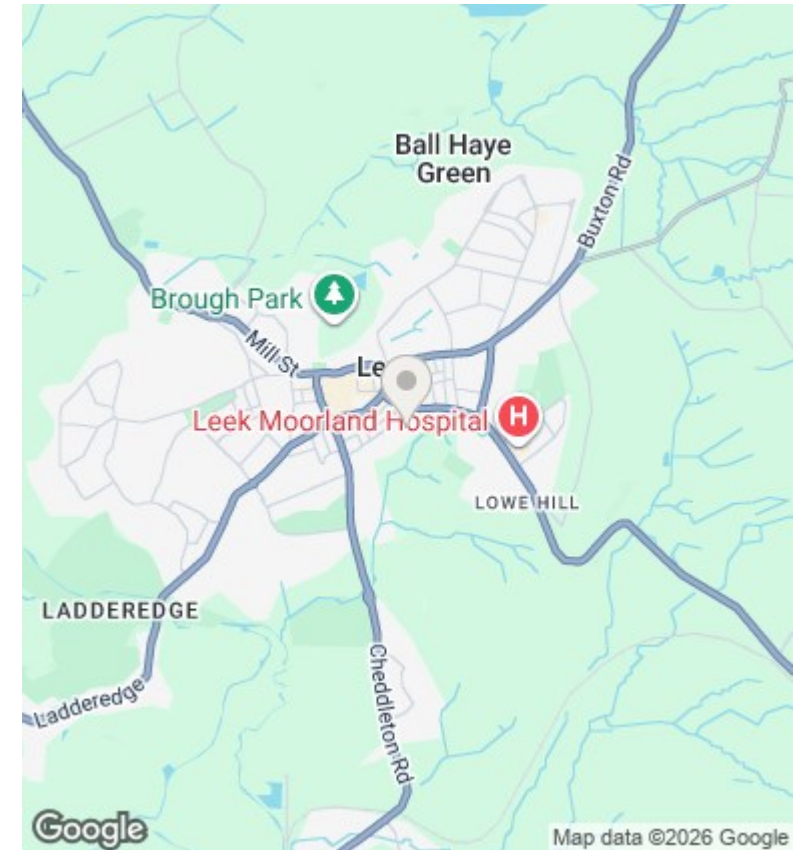 Ball Haye
Green
Buxton Rd
Brough Park
Mill St
Le
Leek Moorland Hospital
H
LOWE HILL
LADDEREDGE
Ladderedge
Cheddleton Rd
Google
Map data ©2026 Google